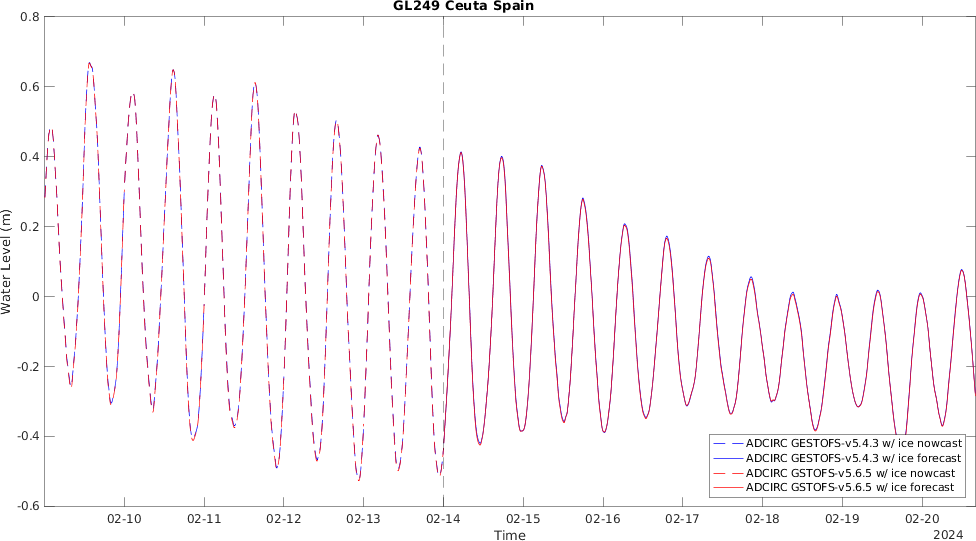 GL249 Ceuta Spain
0.8
0.6
0.4
0.2
0
-0.2
-0.4
-0.6
Water Level (m)
ADCIRC GESTOFS-v5.4.3 w/ ice nowcast
ADCIRC GESTOFS-v5.4.3 w/ ice forecast
ADCIRC GSTOFS-v5.6.5 w/ ice nowcast
ADCIRC GSTOFS-v5.6.5 w/ ice forecast
02-10 02-11 02-12 02-13 02-14 02-15 02-16 02-17 02-18 02-19 02-20
Time
2024